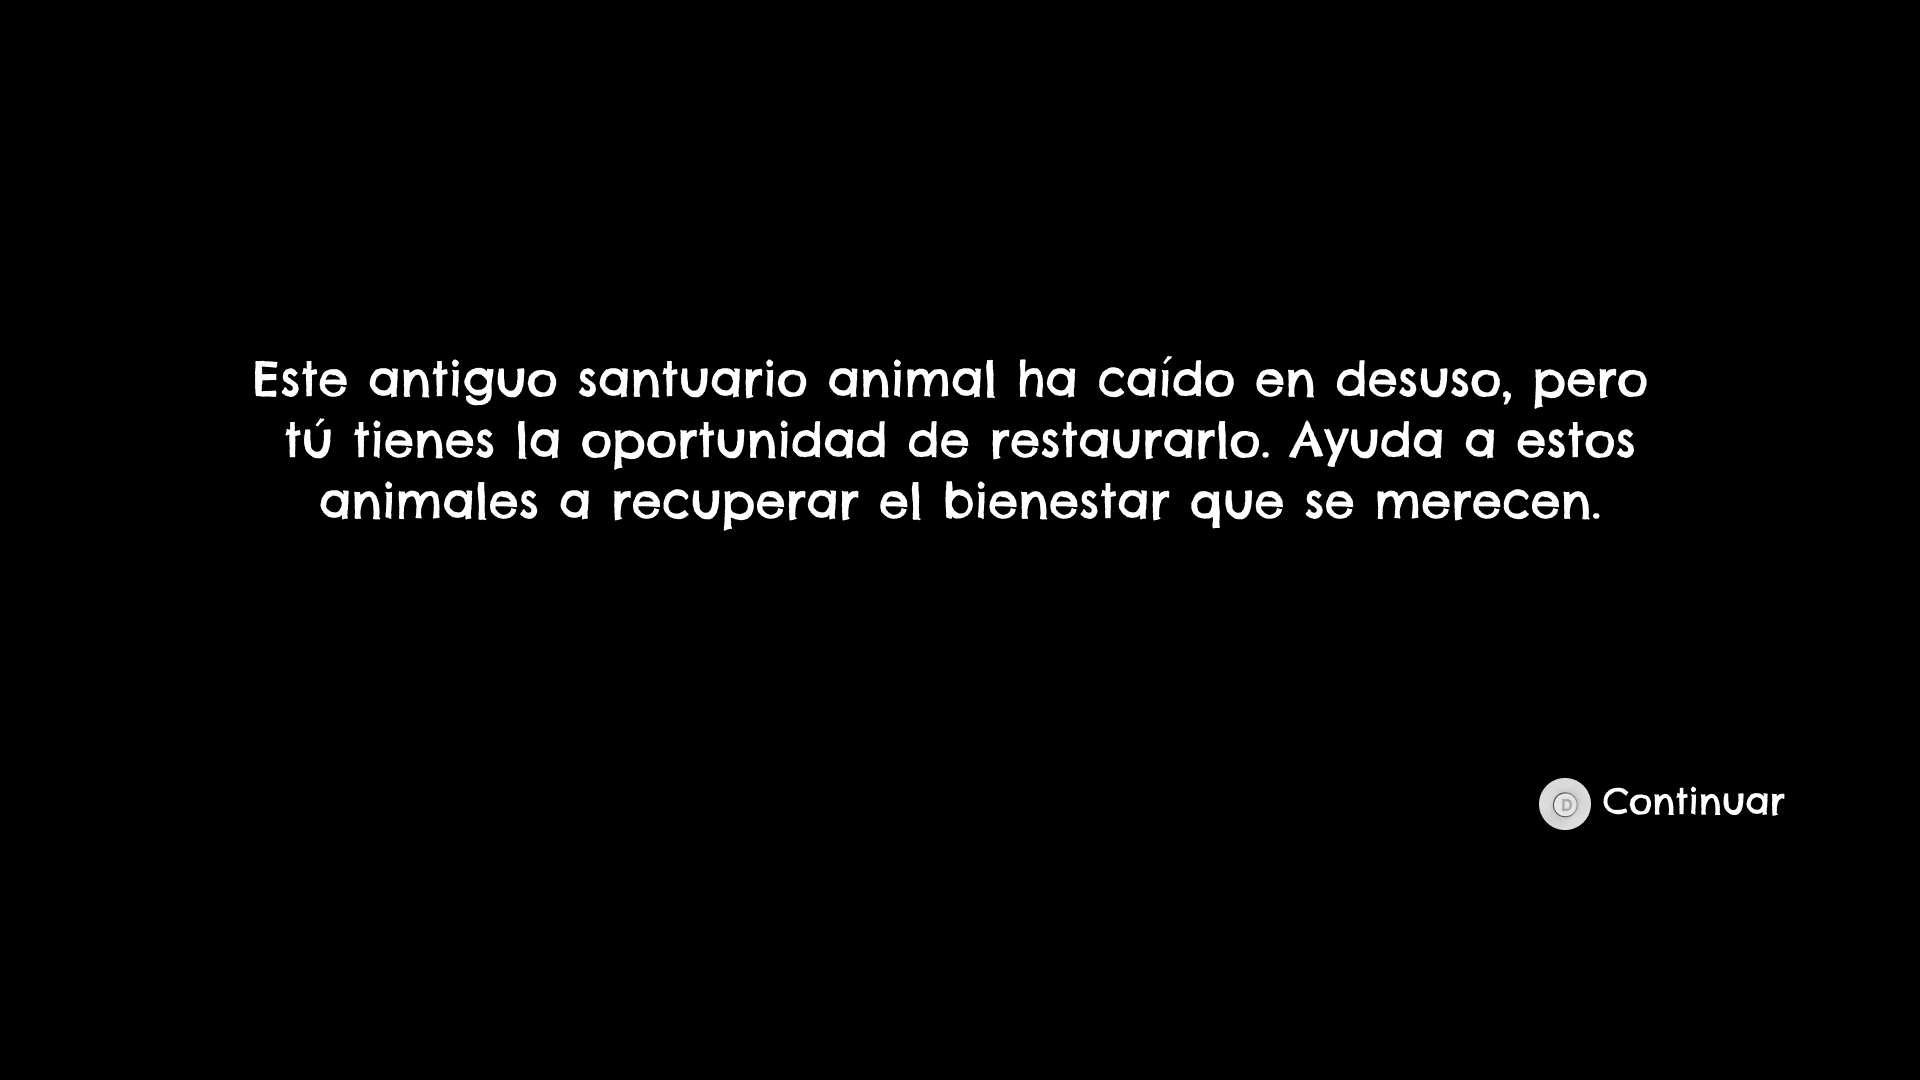 Este antiguo santuario animal ha caído en desuso, pero
tú tienes la oportunidad de restaurarlo. Ayuda a estos
animales a recuperar el bienestar que se merecen.
D Continuar